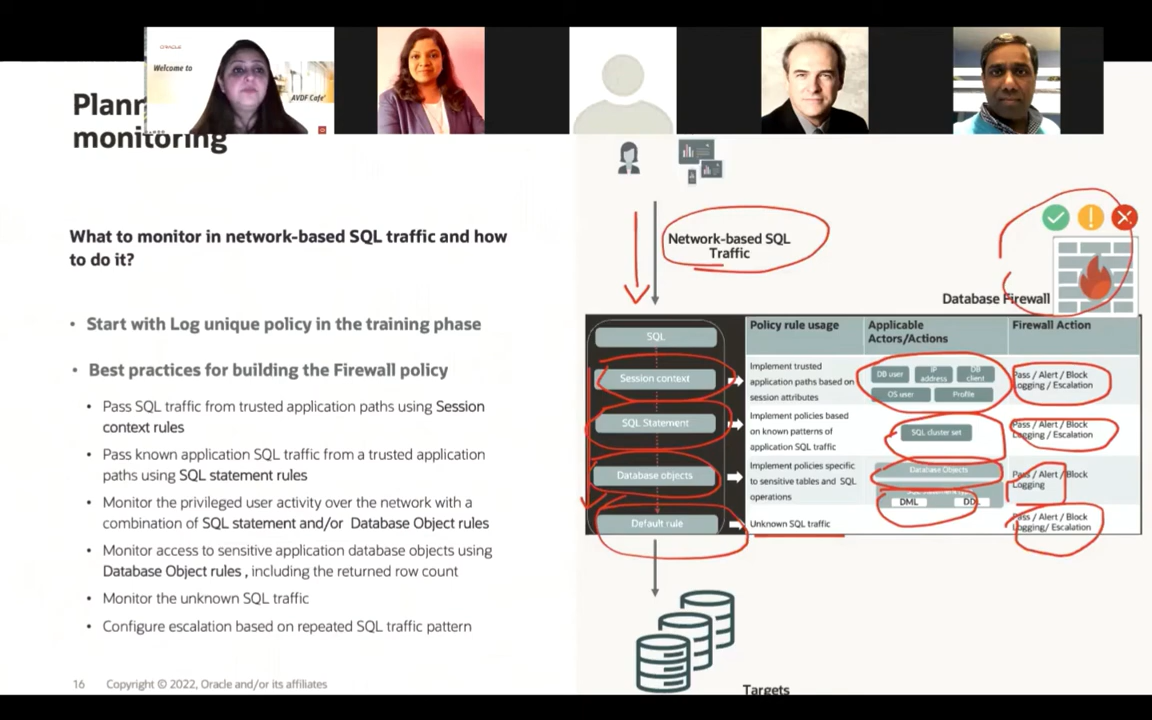 ORACLE
Welcome to
AVDF Cafe'
Plann
monitoring
What to monitor in network-based SQL traffic and how
to do it?
• Start with Log unique policy in the training phase
• Best practices for building the Firewall policy
• Pass SQL traffic from trusted application paths using Session
context rules
• Pass known application SQL traffic from a trusted application
paths using SQL statement rules
• Monitor the privileged user activity over the network with a
combination of SQL statement and/or Database Object rules
• Monitor access to sensitive application database objects using
Database Object rules , including the returned row count
• Monitor the unknown SQL traffic
• Configure escalation based on repeated SQL traffic pattern
16 Copyright © 2022, Oracle and/or its affiliates
Network-based SQL
Traffic
Database Firewall
SQL
Policy rule usage
Applicable
Actors/Actions
Firewall Action
Session context
Implement trusted
application paths based on
session attributes
DB user
IP
address
DB
client
OS user
Profile
Pass / Alert / Block
Logging / Escalation
SQL Statement
Implement policies based
on known patterns of
application SQL traffic
SQL cluster set
Pass / Alert / Block
Logging / Escalation
Database objects
Implement policies specific
to sensitive tables and SQL
operations
Database Objects
DML
DDL
Pass / Alert / Block
Logging
Default rule
Unknown SQL traffic
Pass / Alert / Block
Logging/ Escalation
Targets